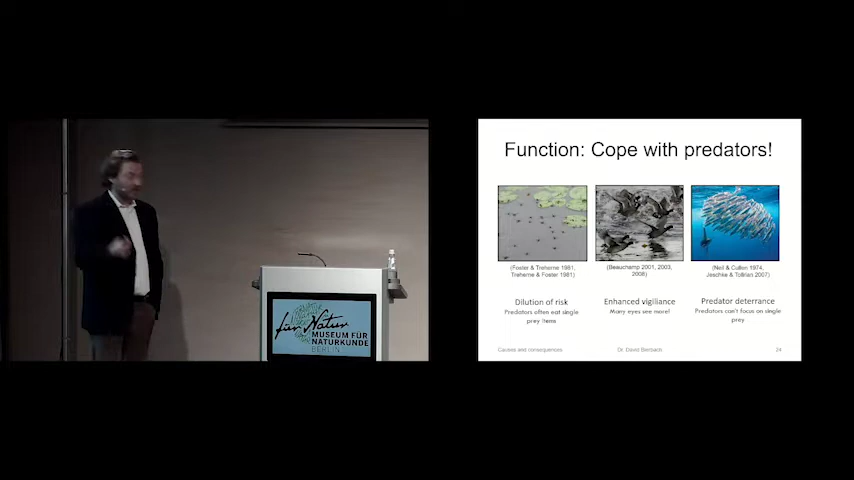 Function: Cope with predators!
(Foster & Treherne 1981,
Treherne & Foster 1981)
(Beauchamp 2001, 2003,
2008)
(Neil & Cullen 1974,
Jeschke & Tollrian 2007)
Dilution of risk
Predators often eat single
prey items
Enhanced vigiliance
Many eyes see more!
Predator deterrance
Predators can't focus on single
prey
Causes and consequences
Dr. David Bierbach
24
für Natur
MUSEUM FÜR
NATURKUNDE
BERLIN